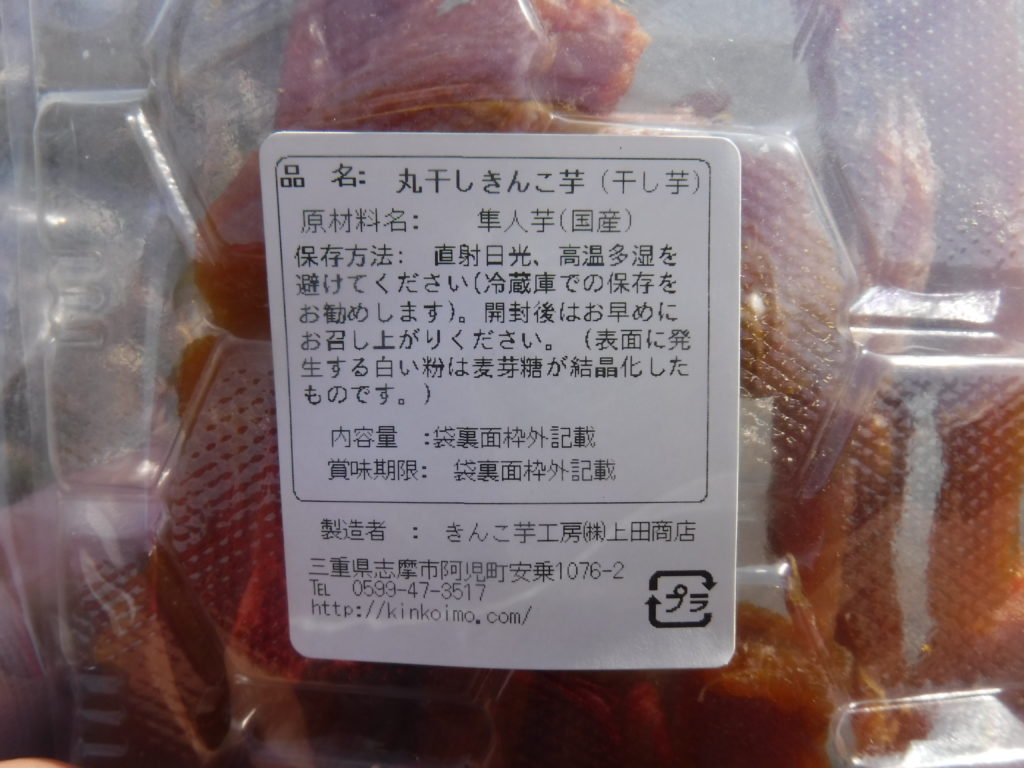 品 名: 丸干しきんこ芋(干し芋)
原材料名: 隼人芋(国産)
保存方法: 直射日光、高温多湿を
避けてください(冷蔵庫での保存を
お勧めします)。開封後はお早めに
お召し上がりください。(表面に発
生する白い粉は麦芽糖が結晶化した
ものです。)
内容量 :袋裏面枠外記載
賞味期限: 袋裏面枠外記載
製造者 : きんこ芋工房㈱上田商店
三重県志摩市阿児町安乗1076-2
℡ 0599-47-3517
http://kinkoimo.com/
プラ